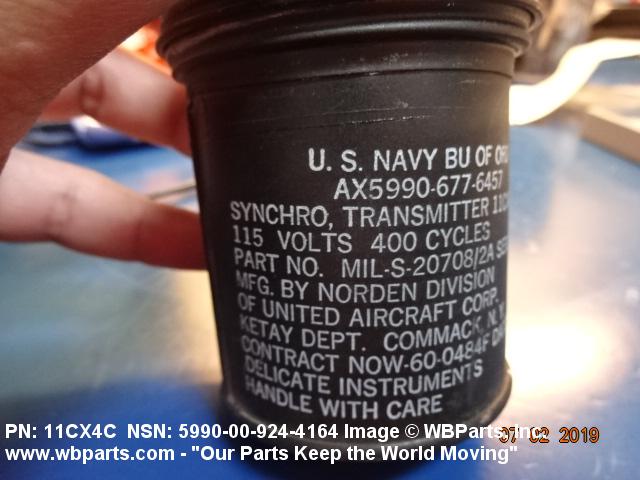 U. S. NAVY BU OF
AX5990-677-6457
SYNCHRO, TRANSMITTER
115 VOLTS 400 CYCLES
PART NO. MIL-S-20708/2A
MFG. BY NORDEN DIVISION
OF UNITED AIRCRAFT CORP.
KETAY DEPT. COMMACK, N.Y.
CONTRACT NOW-60-0484F
DELICATE INSTRUMENTS
HANDLE WITH CARE
PN: 11CX4C NSN: 5990-00-924-4164 Image © WBParts, Inc.
07 02 2019
www.wbparts.com - "Our Parts Keep the World Moving"